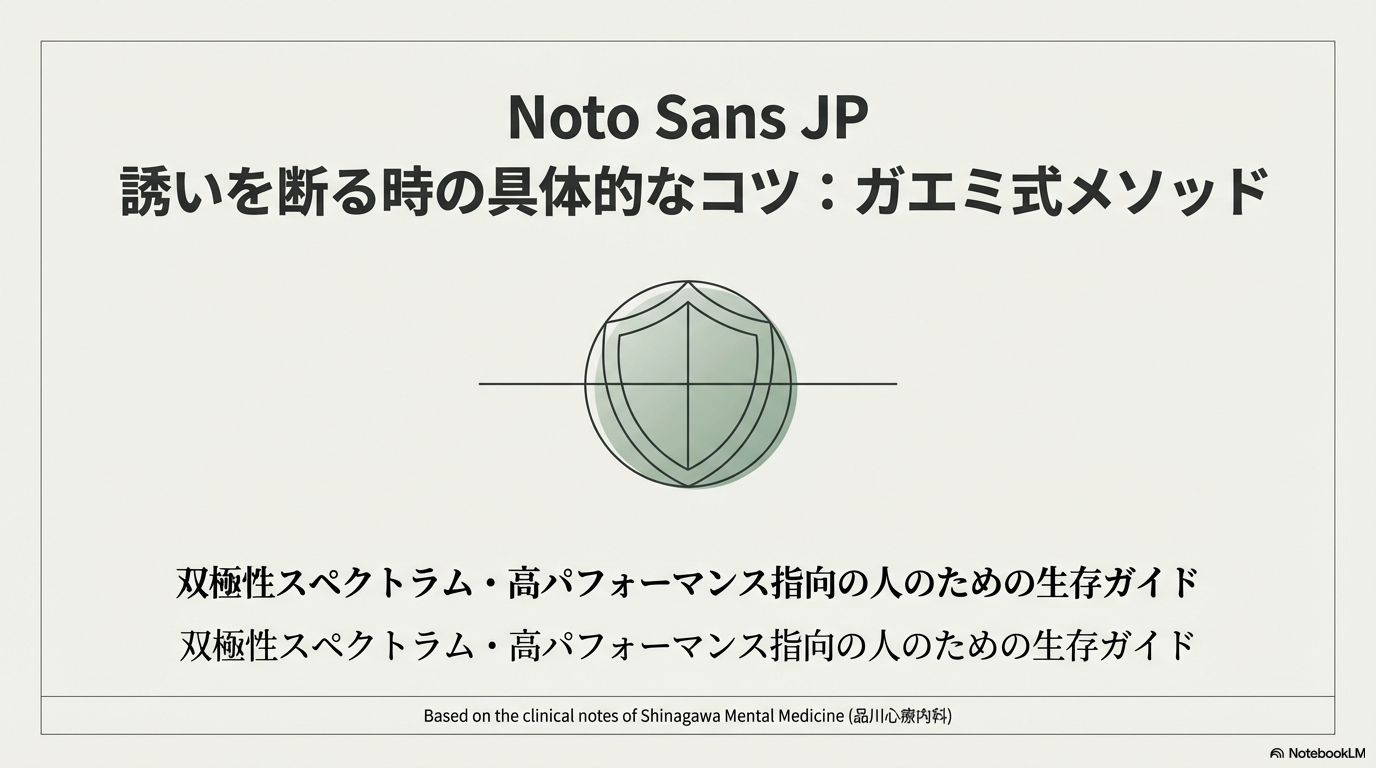 Noto Sans JP
誘いを断る時の具体的なコツ：ガエミ式メソッド
双極性スペクトラム・高パフォーマンス指向の人のための生存ガイド
双極性スペクトラム・高パフォーマンス指向の人のための生存ガイド
Based on the clinical notes of Shinagawa Mental Medicine (品川心療内科)
NotebookLM